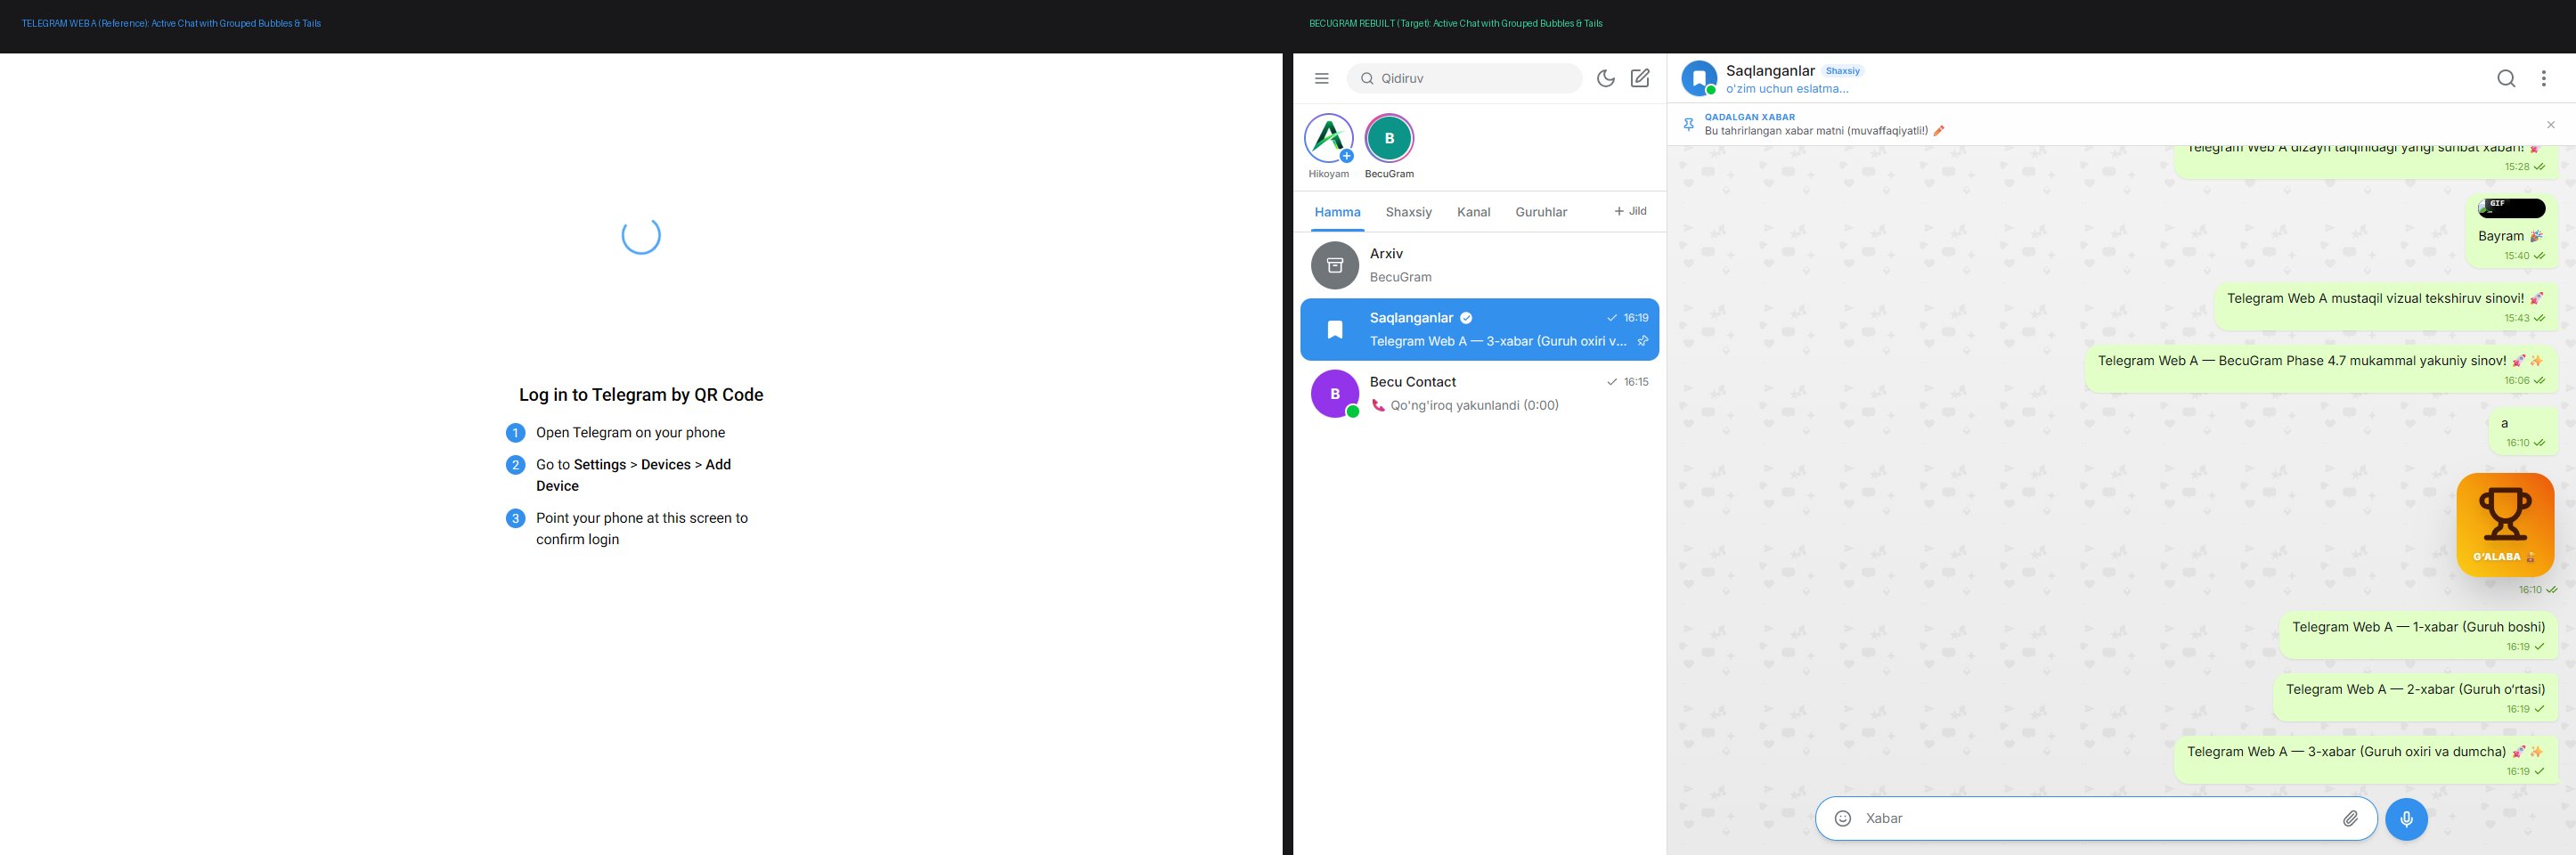 TELEGRAM WEB A (Reference): Active Chat with Grouped Bubbles & Tails
Log in to Telegram by QR Code
1 Open Telegram on your phone
2 Go to Settings > Devices > Add
Device
3 Point your phone at this screen to
confirm login
BECUGRAM REBUILT (Target): Active Chat with Grouped Bubbles & Tails
Qidiruv
Hikoyam
B
BecuGram
Hamma Shaxsiy Kanal Guruhlar + Jild
Arxiv
BecuGram
Saqlanganlar 16:19
Telegram Web A — 3-xabar (Guruh oxiri v...
B
Becu Contact 16:15
📞 Qo'ng'iroq yakunlandi (0:00)
Saqlanganlar Shaxsiy
o'zim uchun eslatma...
QADALGAN XABAR
Bu tahrirlangan xabar matni (muvaffaqiyatli!) ✏️
Telegram Web A dizayn talqinidagi yangi suhbat xabari! 🚀
15:28
GIF
Bayram 🎉
15:40
Telegram Web A mustaqil vizual tekshiruv sinovi! 🚀
15:43
Telegram Web A — BecuGram Phase 4.7 mukammal yakuniy sinov! 🚀 ✨
16:06
a
16:10
G‘ALABA
16:10
Telegram Web A — 1-xabar (Guruh boshi)
16:19
Telegram Web A — 2-xabar (Guruh o‘rtasi)
16:19
Telegram Web A — 3-xabar (Guruh oxiri va dumcha) 🚀 ✨
16:19
Xabar